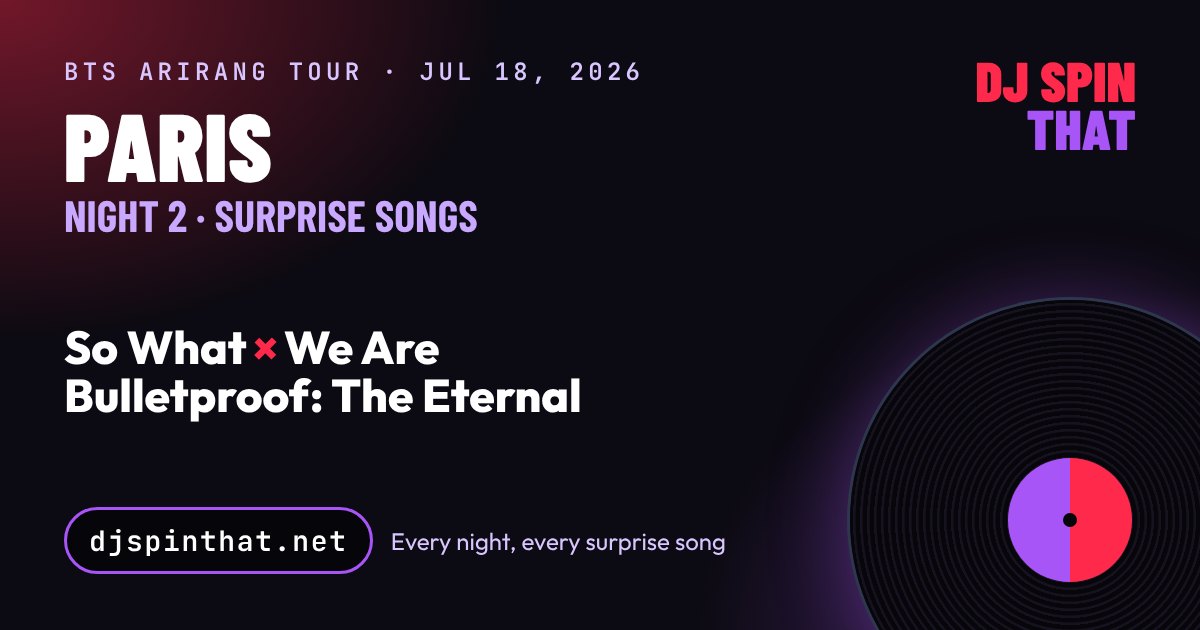 BTS ARIRANG TOUR · JUL 18, 2026
DJ SPIN
THAT
PARIS
NIGHT 2 · SURPRISE SONGS
So What × We Are
Bulletproof: The Eternal
djspinthat.net
Every night, every surprise song